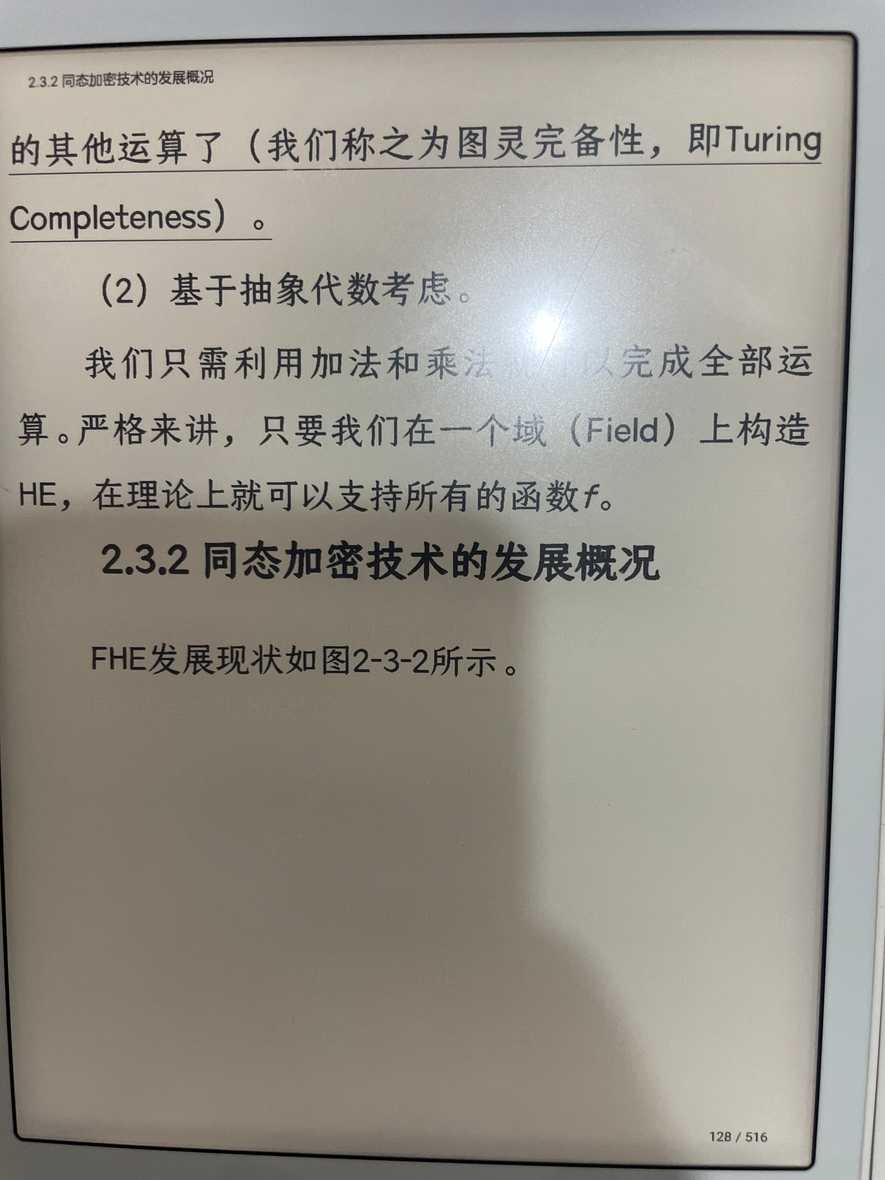 2.3.2 同态加密技术的发展概况
的其他运算了（我们称之为图灵完备性，即Turing
Completeness）。
（2）基于抽象代数考虑。
我们只需利用加法和乘法 以完成全部运
算。严格来讲，只要我们在一个域（Field）上构造
HE，在理论上就可以支持所有的函数f。
2.3.2 同态加密技术的发展概况
FHE发展现状如图2-3-2所示。
128 / 516